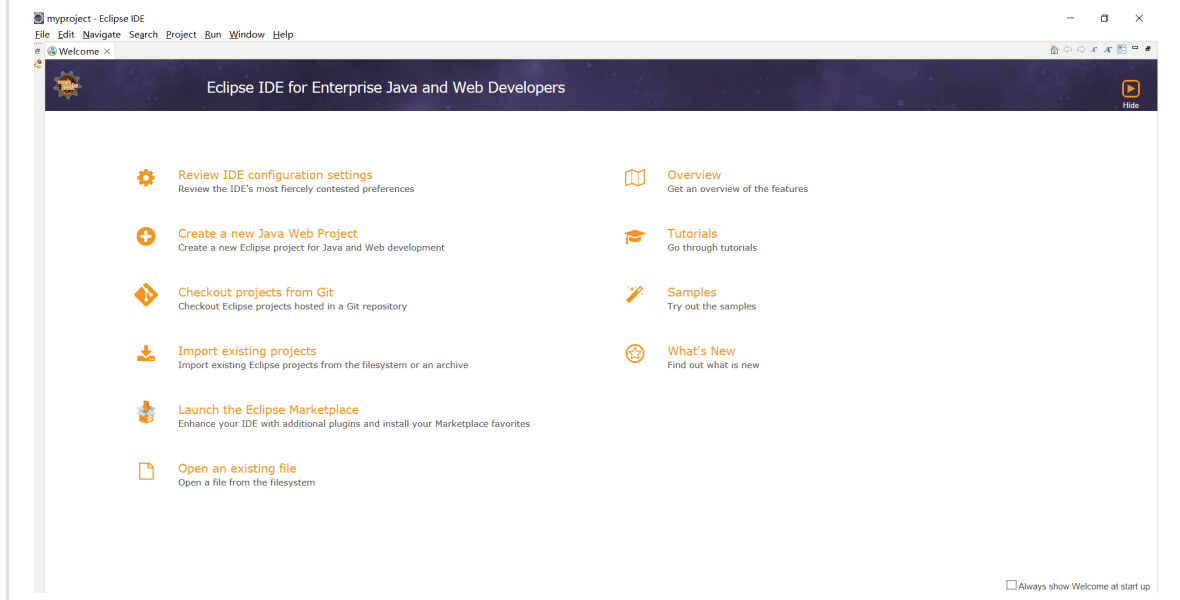 myproject - Eclipse IDE
File Edit Navigate Search Project Run Window Help
Welcome
Eclipse IDE for Enterprise Java and Web Developers
Hide
Review IDE configuration settings
Review the IDE's most fiercely contested preferences
Create a new Java Web Project
Create a new Eclipse project for Java and Web development
Checkout projects from Git
Checkout Eclipse projects hosted in a Git repository
Import existing projects
Import existing Eclipse projects from the filesystem or an archive
Launch the Eclipse Marketplace
Enhance your IDE with additional plugins and install your Marketplace favorites
Open an existing file
Open a file from the filesystem
Overview
Get an overview of the features
Tutorials
Go through tutorials
Samples
Try out the samples
What's New
Find out what is new
Always show Welcome at start up